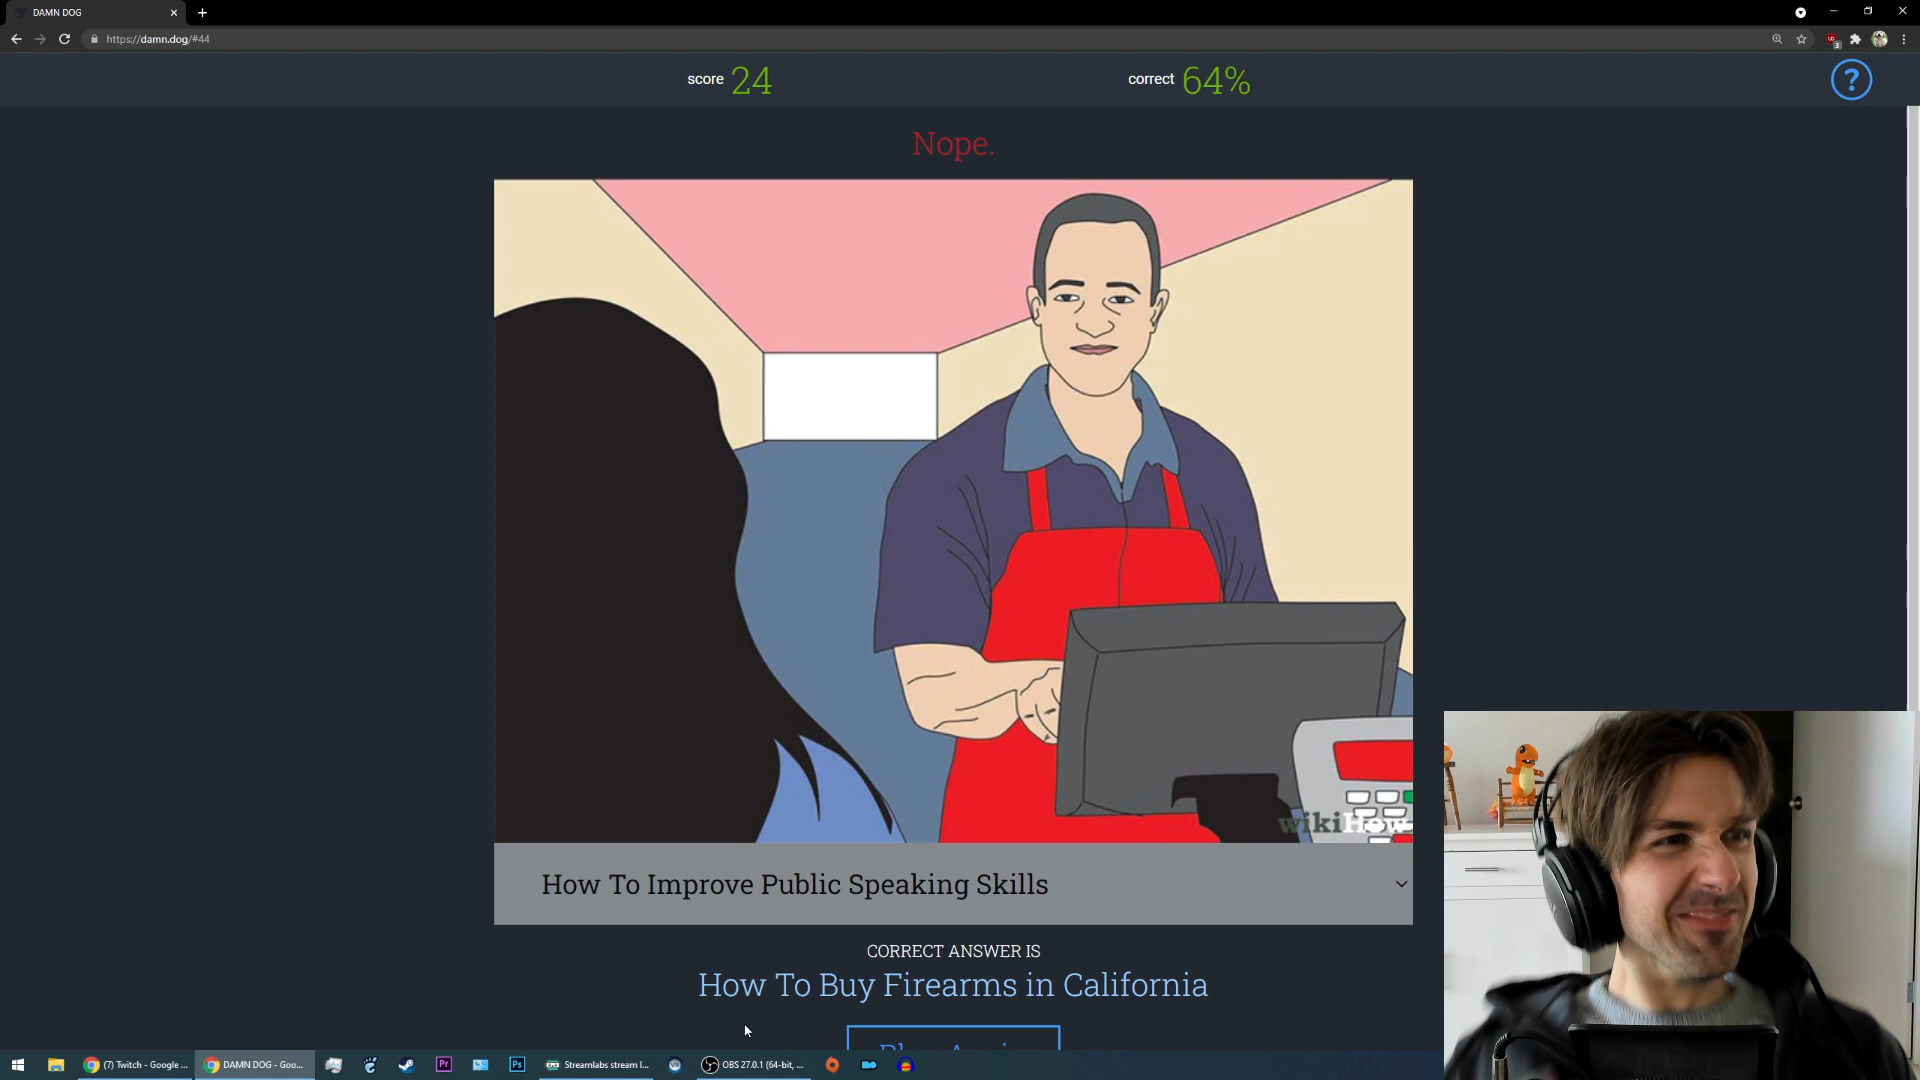 DAMN DOG
https://damn.dog/#44
score 24
correct 64%
?
Nope.
wikiHow
How To Improve Public Speaking Skills
CORRECT ANSWER IS
How To Buy Firearms in California
(7) Twitch - Google ...
DAMN DOG - Goo...
Pr
Ps
Streamlabs stream l...
OBS 27.0.1 (64-bit, ...